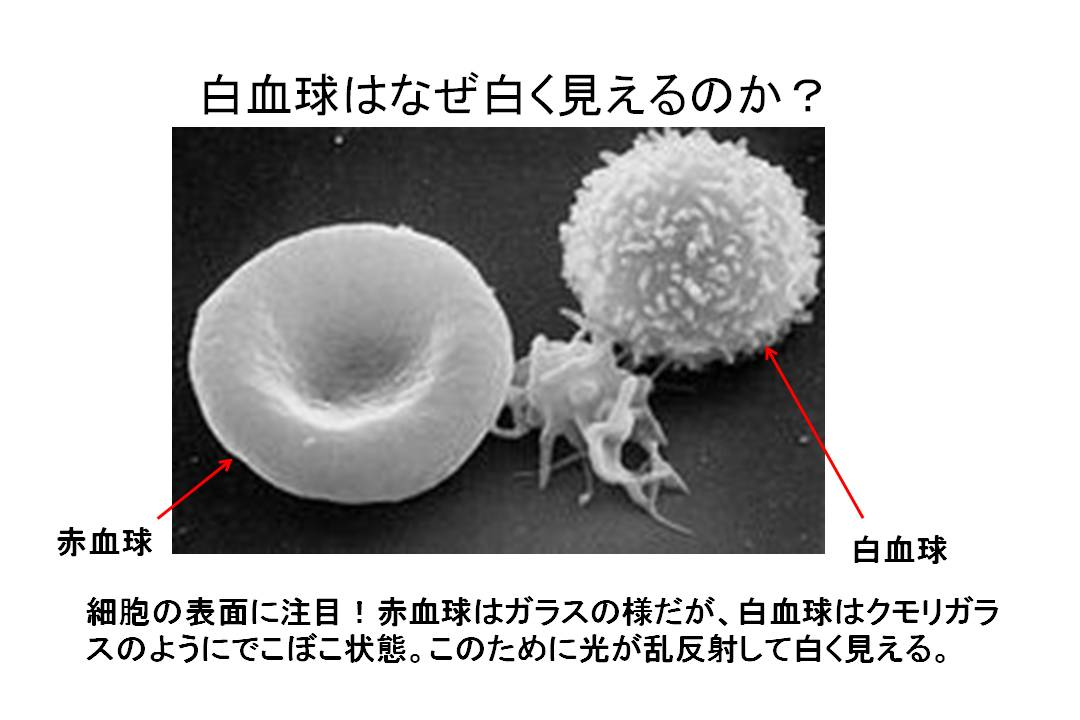 白血球はなぜ白く見えるのか？
赤血球
白血球
細胞の表面に注目！赤血球はガラスの様だが、白血球はクモリガラ
スのようにでこぼこ状態。このために光が乱反射して白く見える。